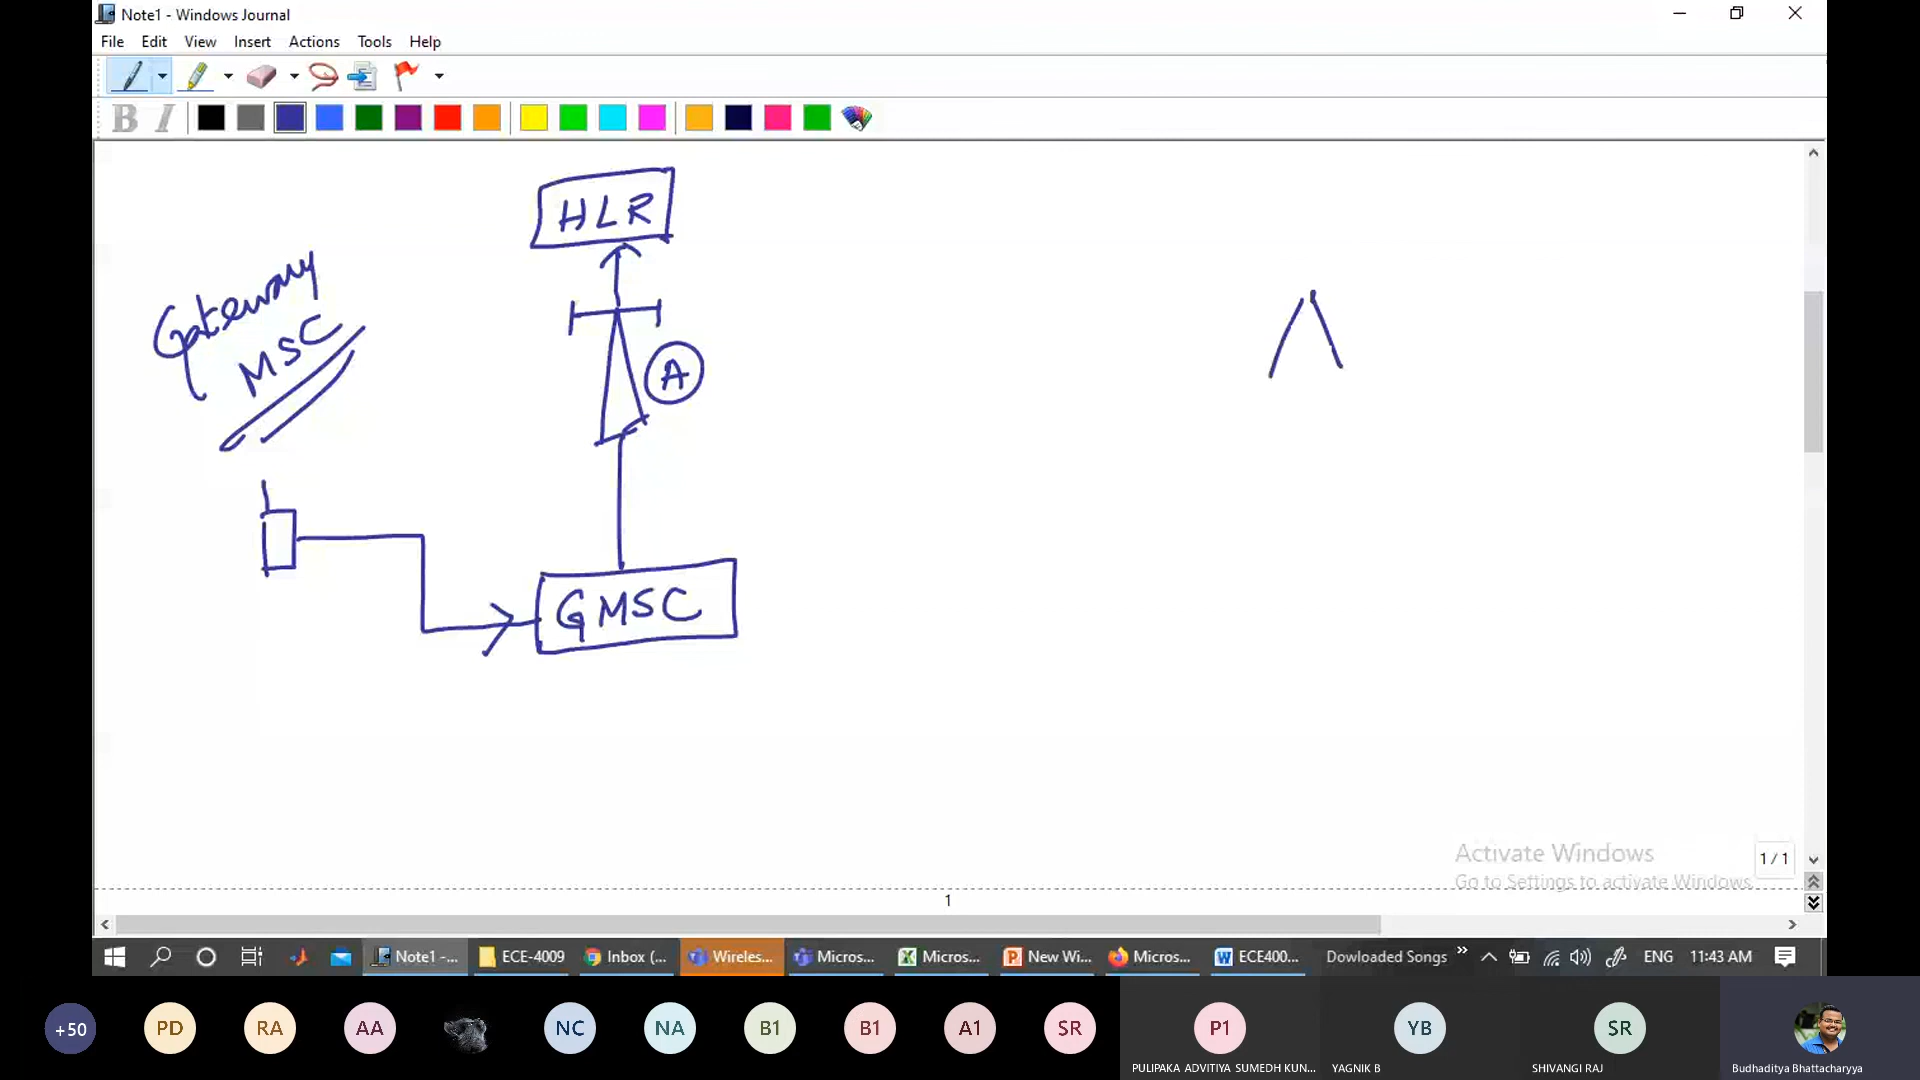 Note1 - Windows Journal
File Edit View Insert Actions Tools Help
B I
HLR
Gateway
MSC
A
GMSC
Activate Windows
Go to Settings to activate Windows.
1 / 1
1
Note1 -... ECE-4009 Inbox (... Wireles... Micros... Micros... New Wi... Micros... ECE400... Dowloaded Songs » ENG 11:43 AM
+50 PD RA AA NC NA B1 B1 A1 SR P1 YB SR
PULIPAKA ADVITIYA SUMEDH KUN... YAGNIK B SHIVANGI RAJ Budhaditya Bhattacharyya